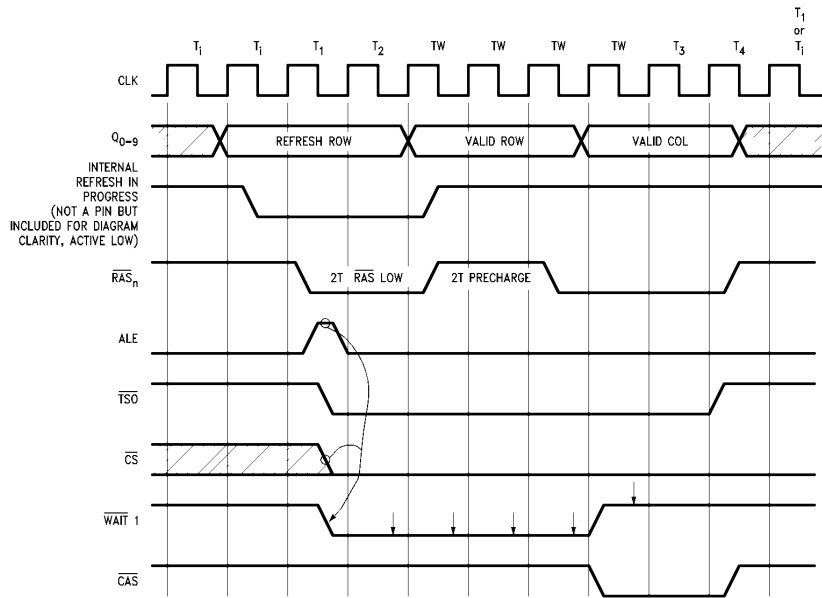 T1
or
Ti Ti T1 T2 TW TW TW TW T3 T4 Ti
CLK
Q0–9 REFRESH ROW VALID ROW VALID COL
INTERNAL
REFRESH IN
PROGRESS
(NOT A PIN BUT
INCLUDED FOR DIAGRAM
CLARITY, ACTIVE LOW)
RASn 2T RAS LOW 2T PRECHARGE
ALE
TSO
CS
WAIT 1
CAS